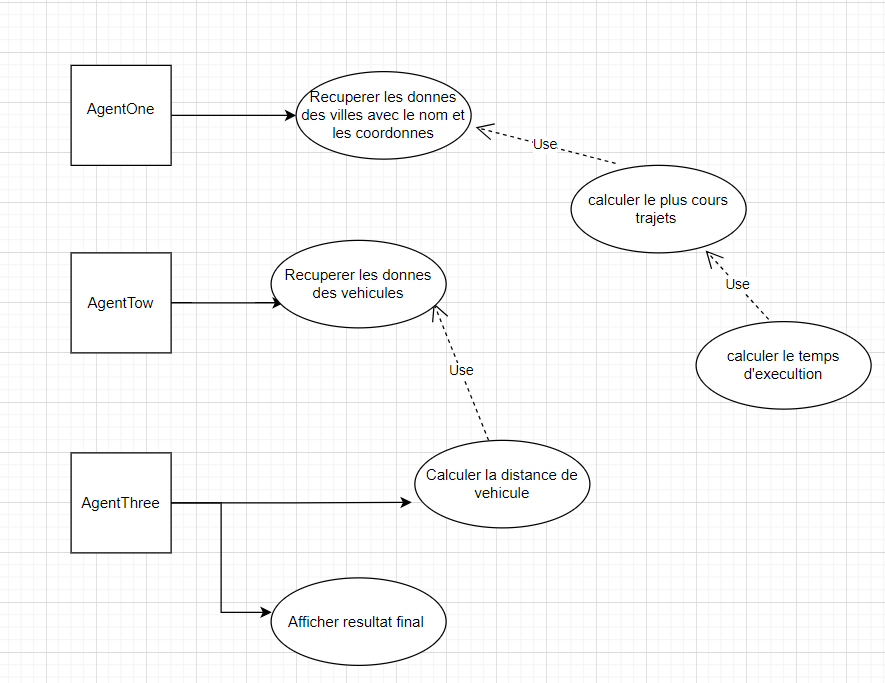 AgentOne
Recuperer les donnes
des villes avec le nom et
les coordonnes
Use
calculer le plus cours
trajets
AgentTow
Recuperer les donnes
des vehicules
Use
calculer le temps
d'execution
Use
AgentThree
Calculer la distance de
vehicule
Afficher resultat final